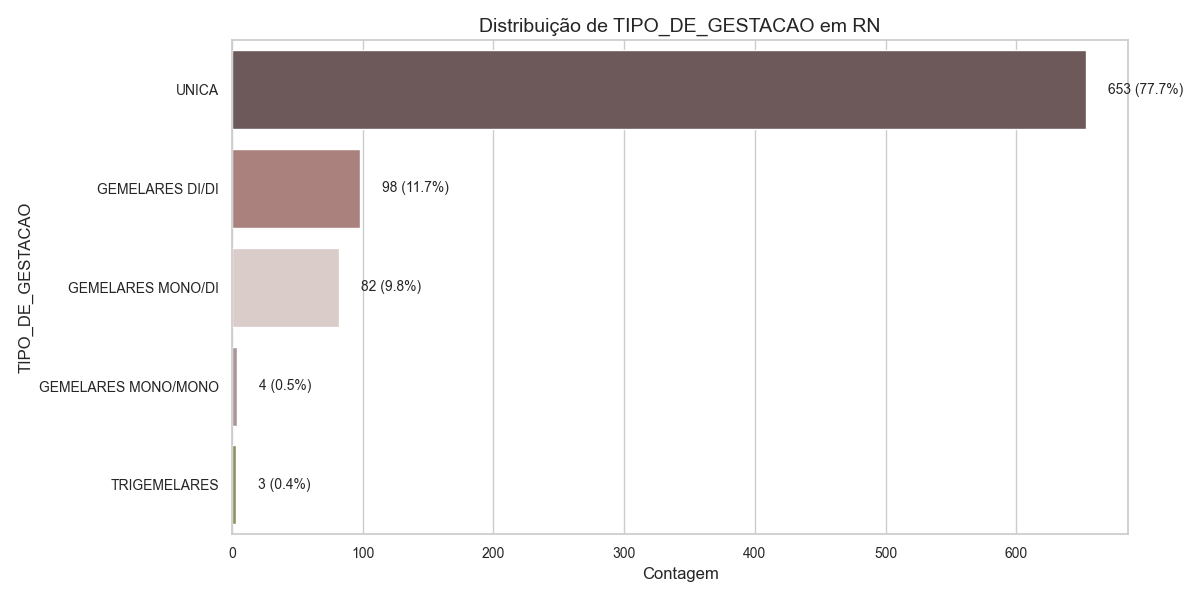 Distribuição de TIPO_DE_GESTACAO em RN
TIPO_DE_GESTACAO
UNICA
653 (77.7%)
GEMELARES DI/DI
98 (11.7%)
GEMELARES MONO/DI
82 (9.8%)
GEMELARES MONO/MONO
4 (0.5%)
TRIGEMELARES
3 (0.4%)
0 100 200 300 400 500 600
Contagem